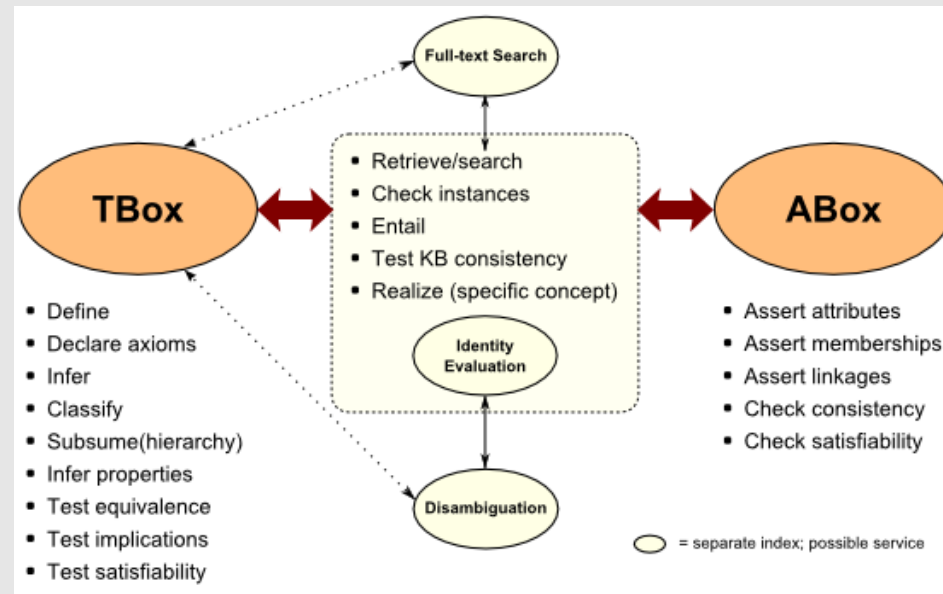 Full-text Search
TBox
▪ Retrieve/search
▪ Check instances
▪ Entail
▪ Test KB consistency
▪ Realize (specific concept)
Identity
Evaluation
ABox
▪ Define
▪ Declare axioms
▪ Infer
▪ Classify
▪ Subsume(hierarchy)
▪ Infer properties
▪ Test equivalence
▪ Test implications
▪ Test satisfiability
▪ Assert attributes
▪ Assert memberships
▪ Assert linkages
▪ Check consistency
▪ Check satisfiability
Disambiguation
= separate index; possible service